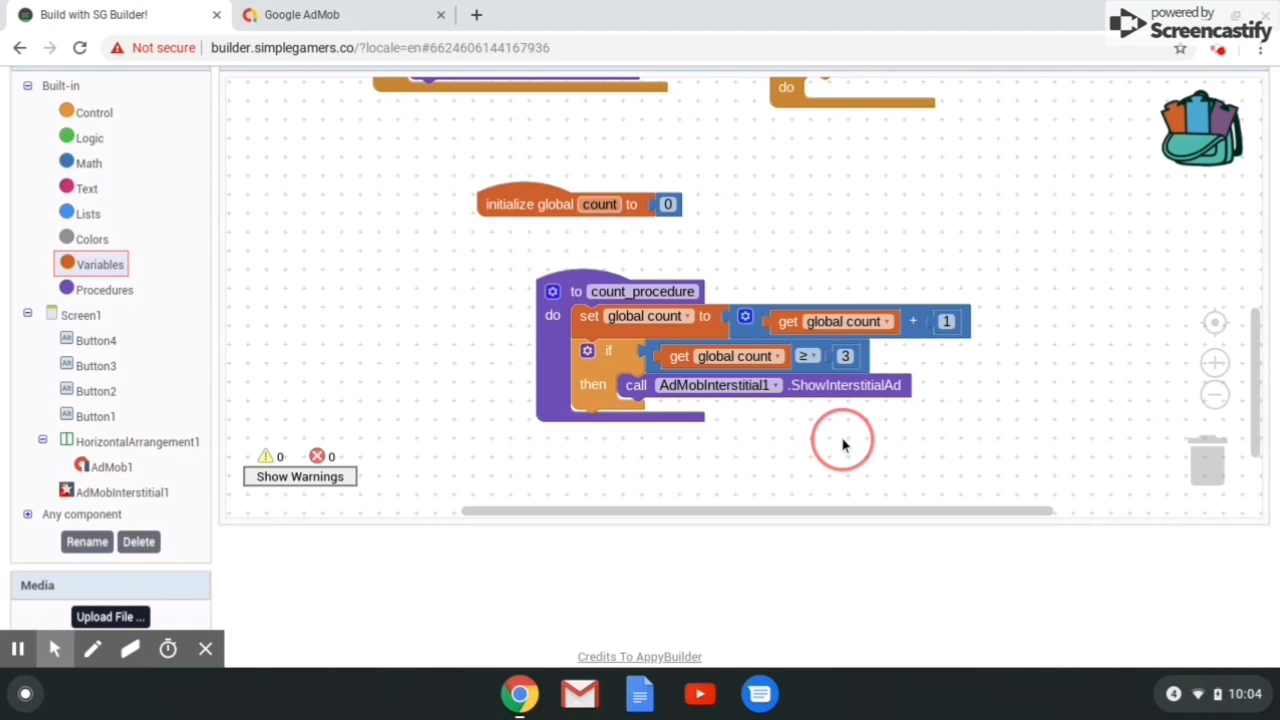 Build with SG Builder!
Google AdMob
powered by
Screencastify
Not secure
builder.simplegamers.co/?locale=en#6624606144167936
Built-in
Control
Logic
Math
Text
Lists
Colors
Variables
Procedures
Screen1
Button4
Button3
Button2
Button1
HorizontalArrangement1
AdMob1
AdMobInterstitial1
Any component
Rename Delete
Media
Upload File ...
do
initialize global count to 0
to count_procedure
do set global count to get global count + 1
if get global count ≥ 3
then call AdMobInterstitial1 .ShowInterstitialAd
0 0
Show Warnings
Credits To AppyBuilder
4 10:04